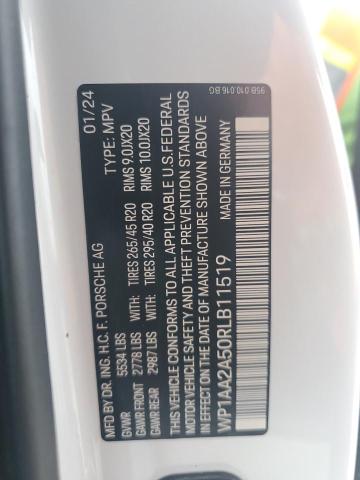 95B.010.016.BG
MFD BY DR. ING. H.C. F. PORSCHE AG 01/24
GVWR 5534 LBS TYPE: MPV
GAWR FRONT 2778 LBS WITH TIRES 265/45 R20 RIMS 9.0JX20
GAWR REAR 2987 LBS WITH TIRES 295/40 R20 RIMS 10.0JX20
THIS VEHICLE CONFORMS TO ALL APPLICABLE U.S.FEDERAL
MOTOR VEHICLE SAFETY AND THEFT PREVENTION STANDARDS
IN EFFECT ON THE DATE OF MANUFACTURE SHOWN ABOVE
WP1AA2A50RLB11519
MADE IN GERMANY